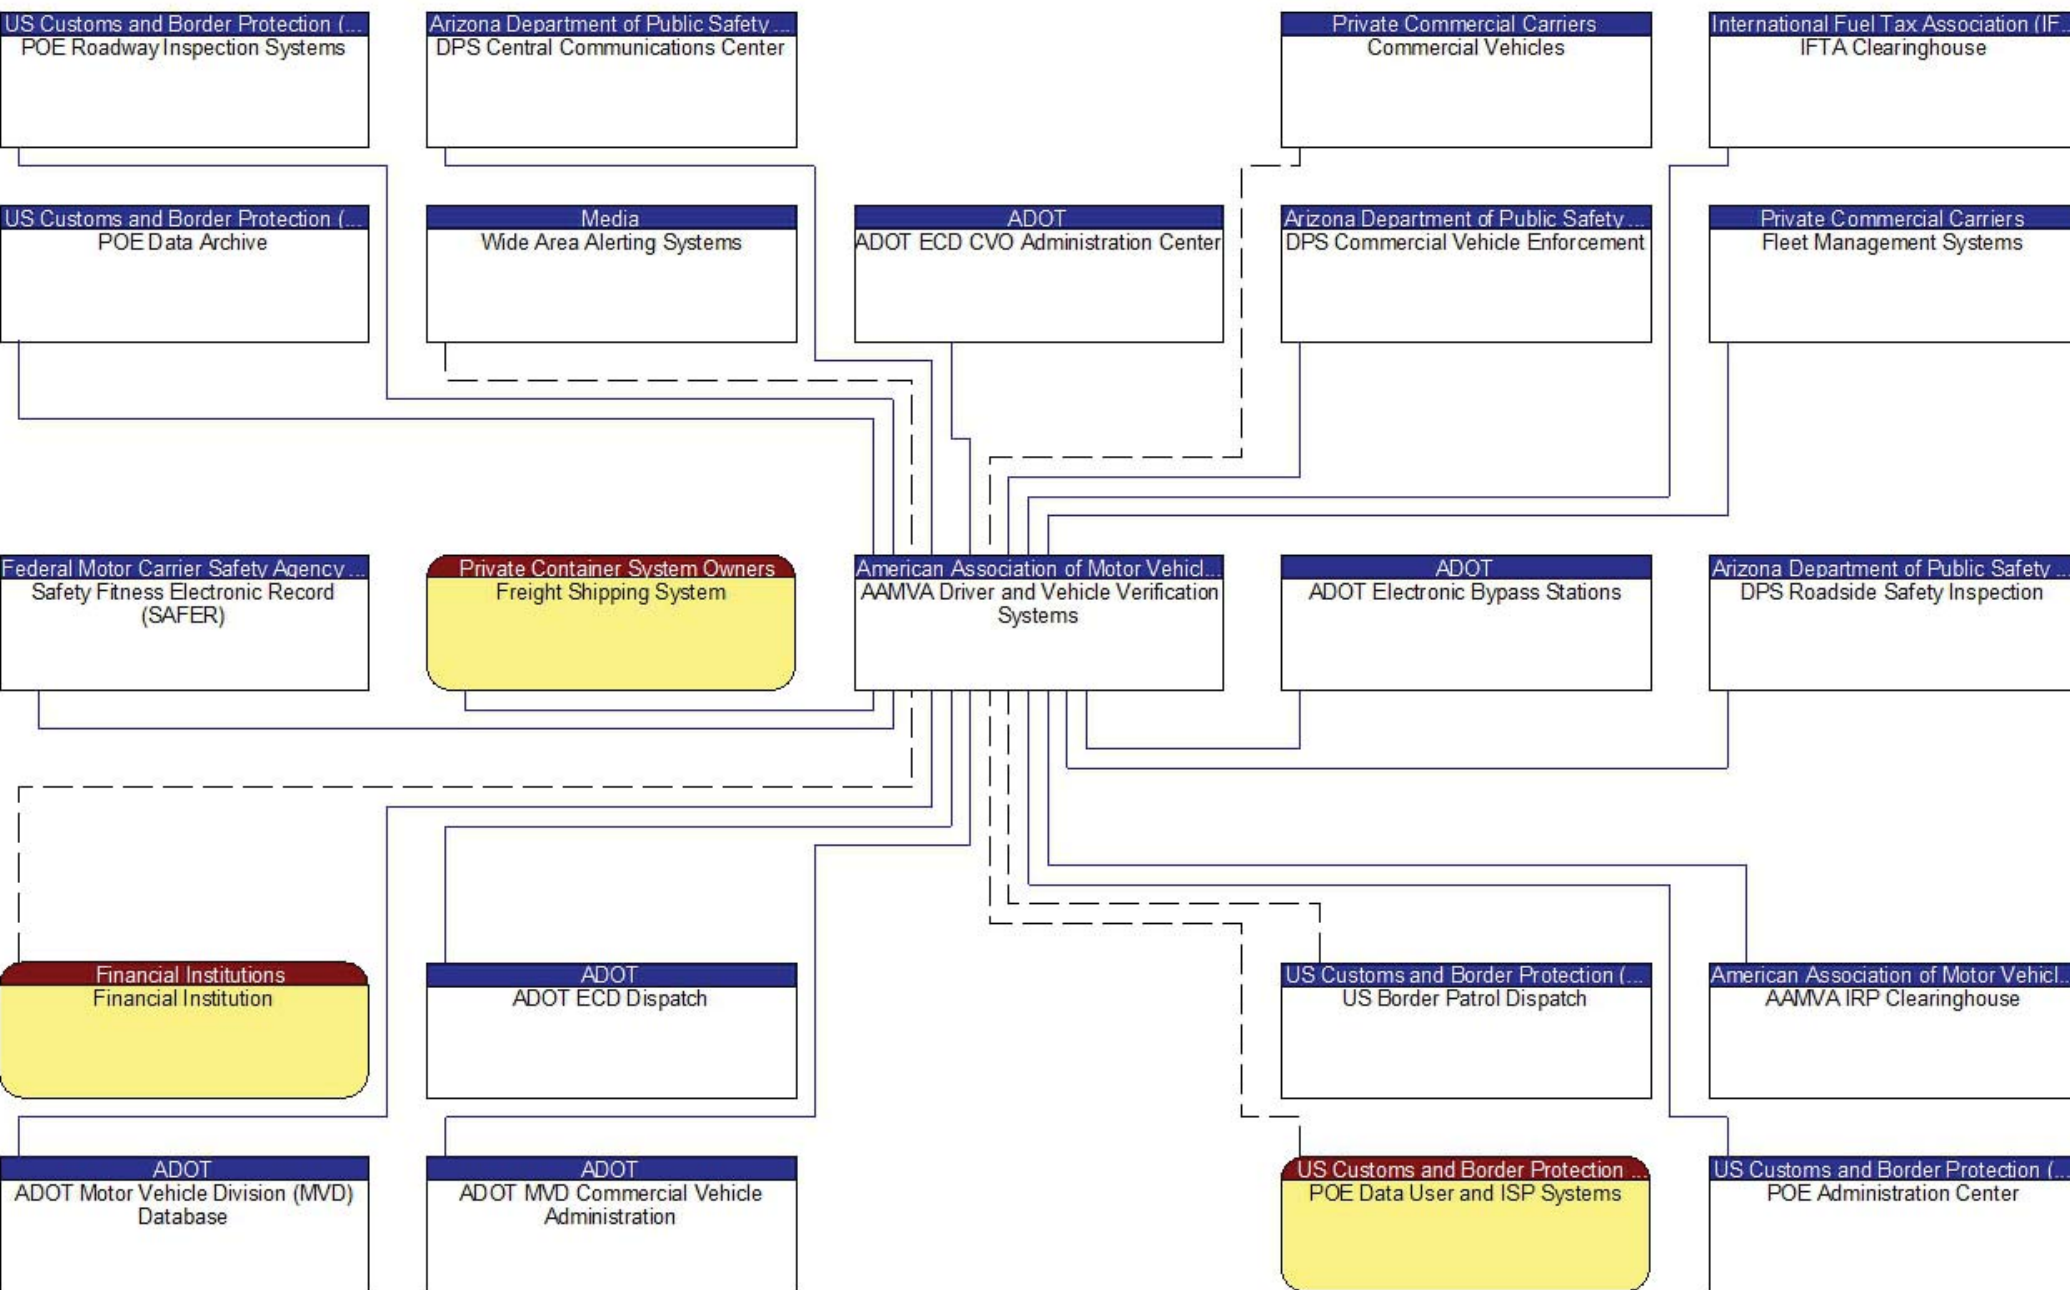 US Customs and Border Protection (...
POE Roadway Inspection Systems
Arizona Department of Public Safety ...
DPS Central Communications Center
Private Commercial Carriers
Commercial Vehicles
International Fuel Tax Association (IF...
IFTA Clearinghouse
US Customs and Border Protection (...
POE Data Archive
Media
Wide Area Alerting Systems
ADOT
ADOT ECD CVO Administration Center
Arizona Department of Public Safety ...
DPS Commercial Vehicle Enforcement
Private Commercial Carriers
Fleet Management Systems
Federal Motor Carrier Safety Agency ...
Safety Fitness Electronic Record
(SAFER)
Private Container System Owners
Freight Shipping System
American Association of Motor Vehicl...
AAMVA Driver and Vehicle Verification
Systems
ADOT
ADOT Electronic Bypass Stations
Arizona Department of Public Safety ...
DPS Roadside Safety Inspection
Financial Institutions
Financial Institution
ADOT
ADOT ECD Dispatch
US Customs and Border Protection (...
US Border Patrol Dispatch
American Association of Motor Vehicl...
AAMVA IRP Clearinghouse
ADOT
ADOT Motor Vehicle Division (MVD)
Database
ADOT
ADOT MVD Commercial Vehicle
Administration
US Customs and Border Protection ...
POE Data User and ISP Systems
US Customs and Border Protection (...
POE Administration Center